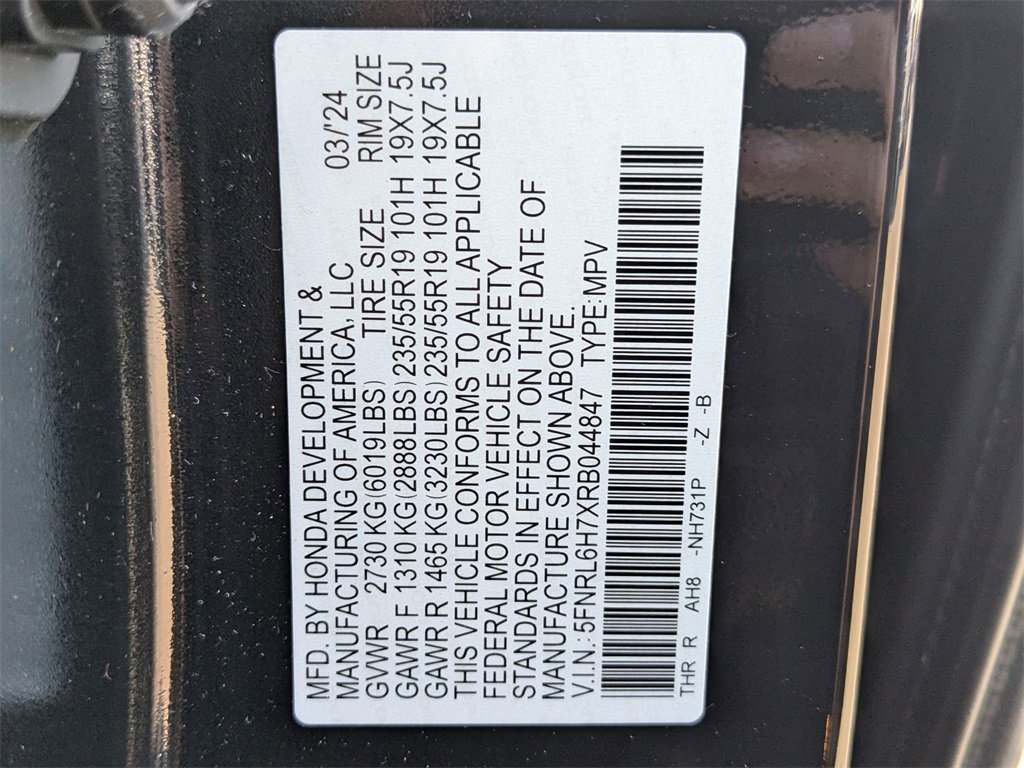 MFD. BY HONDA DEVELOPMENT &
MANUFACTURING OF AMERICA, LLC 03/'24
GVWR 2730 KG(6019LBS) TIRE SIZE RIM SIZE
GAWR F 1310 KG(2888LBS) 235/55R19 101H 19X7.5J
GAWR R 1465 KG(3230LBS) 235/55R19 101H 19X7.5J
THIS VEHICLE CONFORMS TO ALL APPLICABLE
FEDERAL MOTOR VEHICLE SAFETY
STANDARDS IN EFFECT ON THE DATE OF
MANUFACTURE SHOWN ABOVE.
V.I.N.: 5FNRL6H7XRB044847 TYPE: MPV
THR R AH8 -NH731P -Z -B